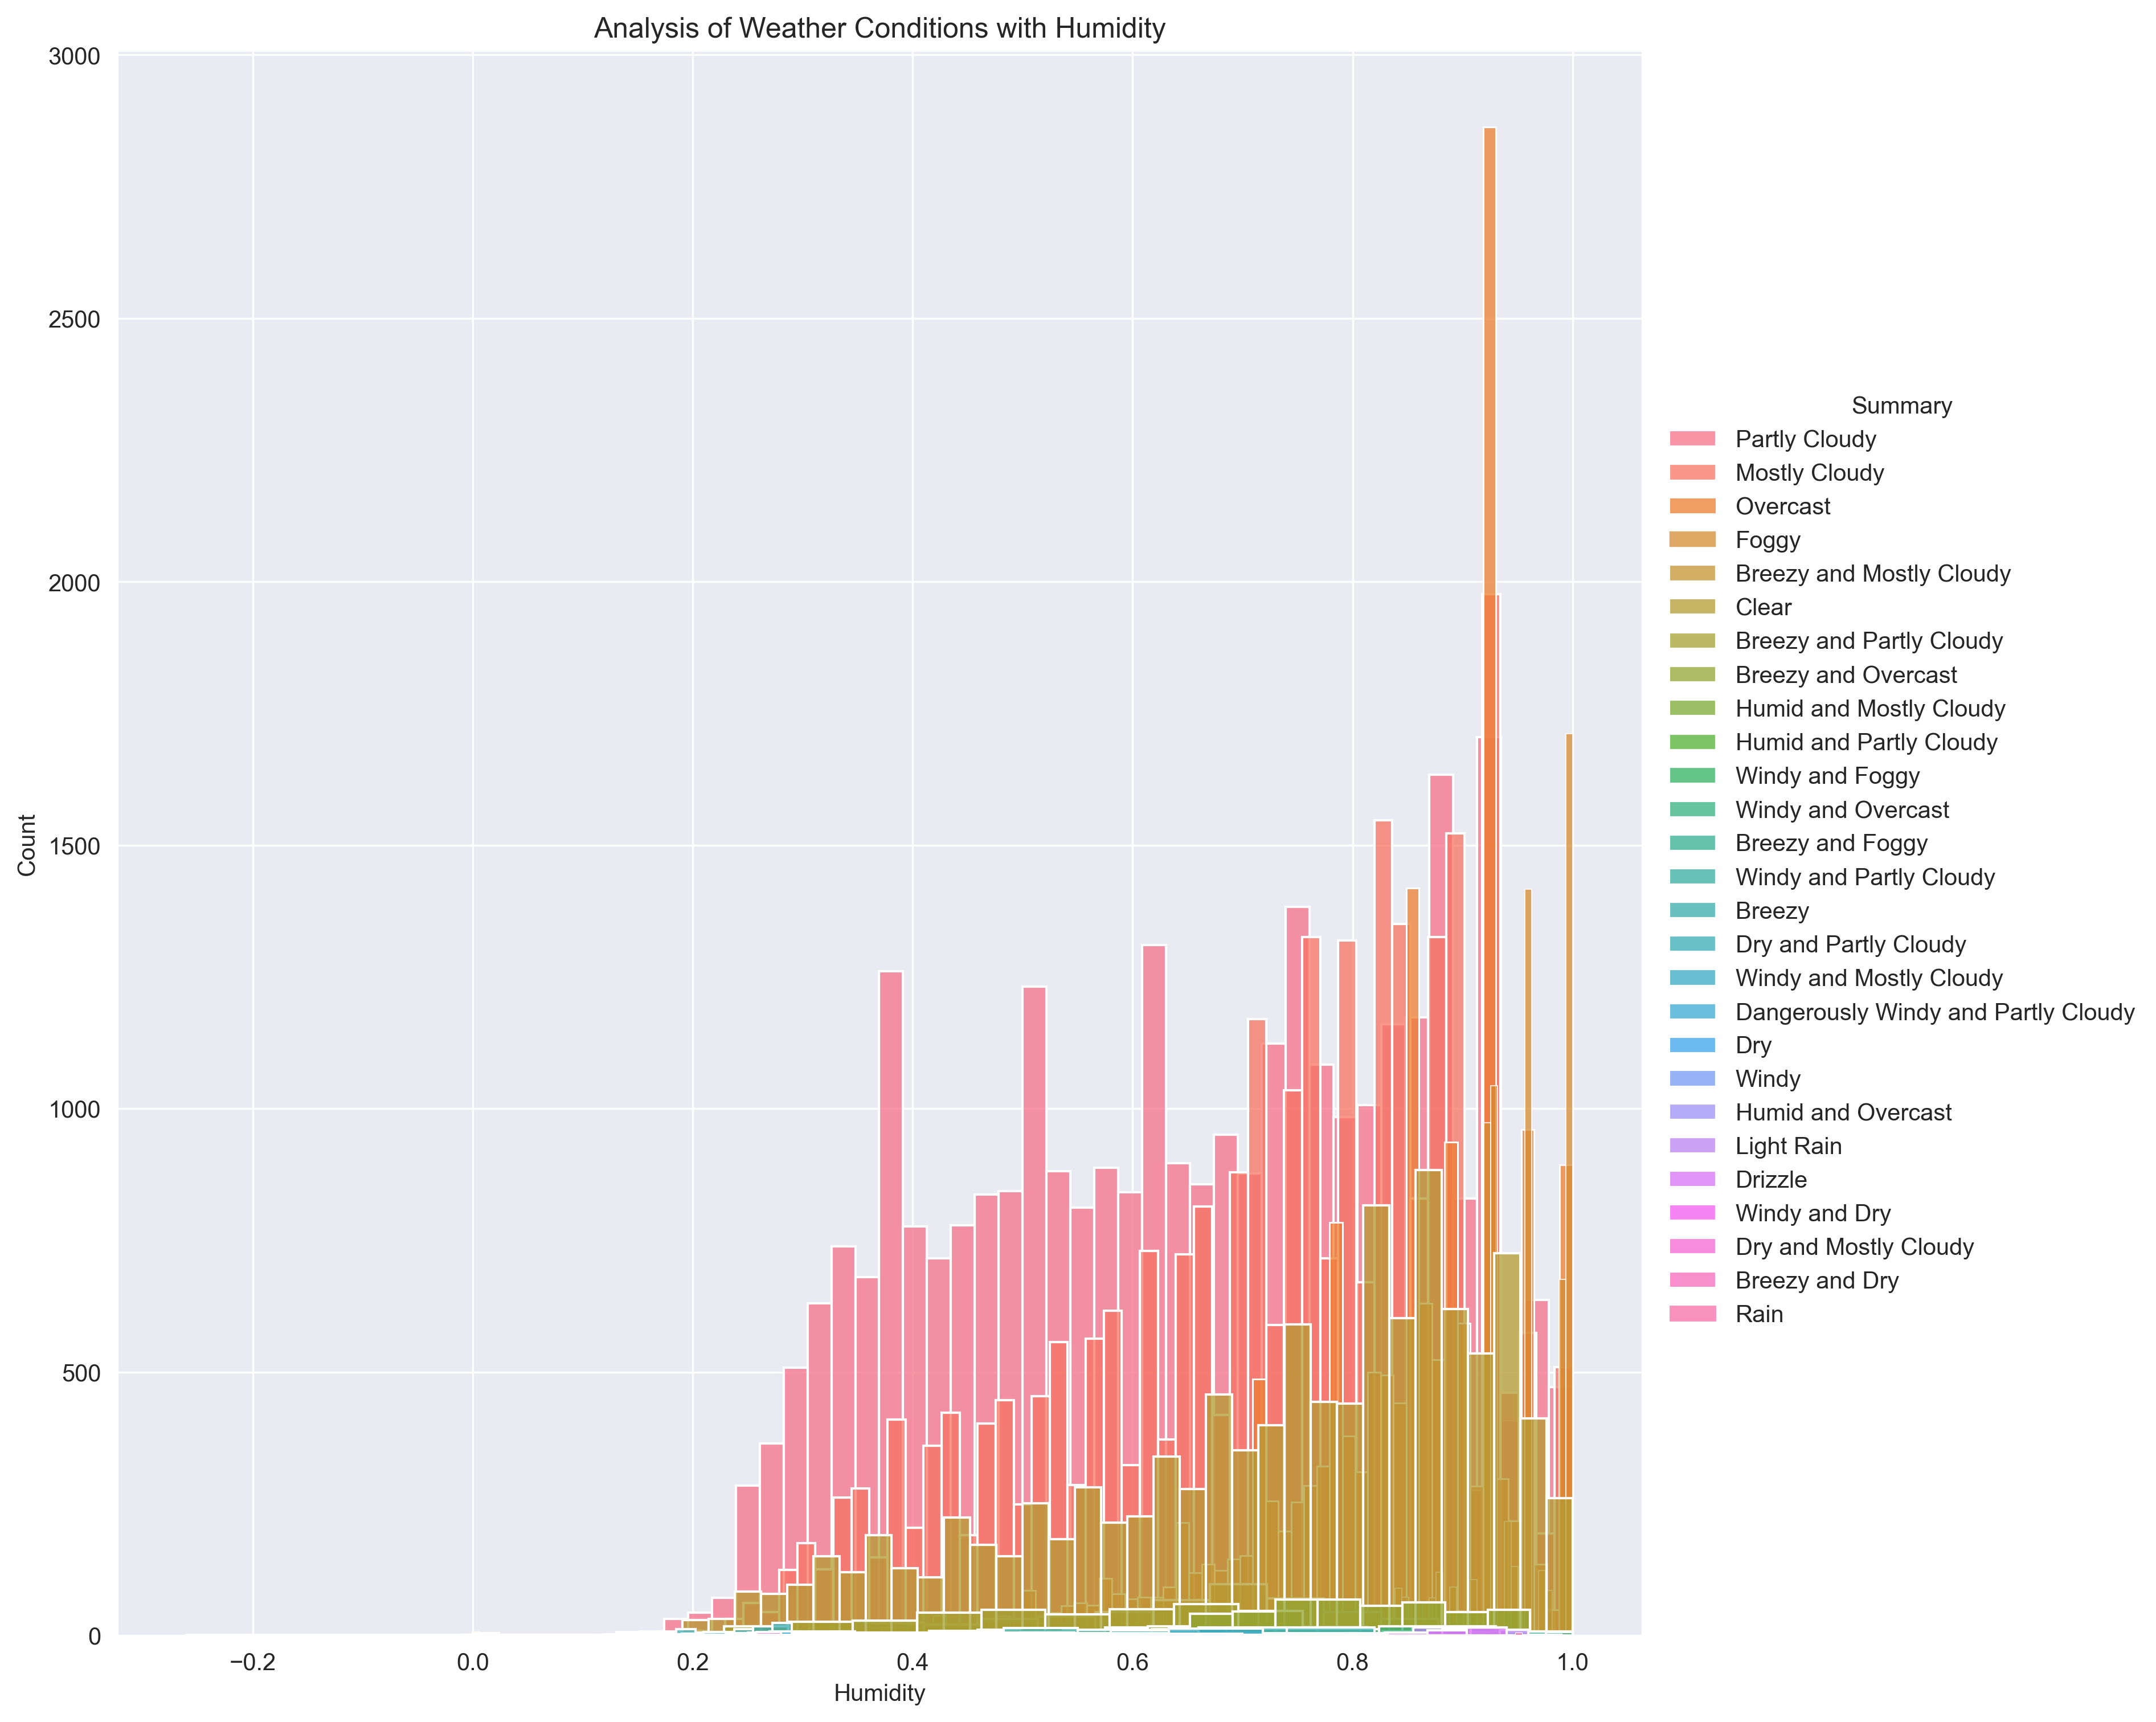 Analysis of Weather Conditions with Humidity
3000
2500
2000
1500
1000
500
0
Count
−0.2
0.0
0.2
0.4
0.6
0.8
1.0
Humidity
Summary
Partly Cloudy
Mostly Cloudy
Overcast
Foggy
Breezy and Mostly Cloudy
Clear
Breezy and Partly Cloudy
Breezy and Overcast
Humid and Mostly Cloudy
Humid and Partly Cloudy
Windy and Foggy
Windy and Overcast
Breezy and Foggy
Windy and Partly Cloudy
Breezy
Dry and Partly Cloudy
Windy and Mostly Cloudy
Dangerously Windy and Partly Cloudy
Dry
Windy
Humid and Overcast
Light Rain
Drizzle
Windy and Dry
Dry and Mostly Cloudy
Breezy and Dry
Rain